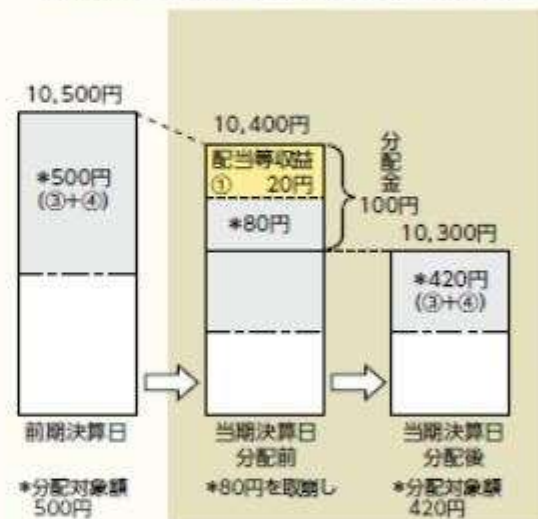 10,500円
*500円
(③+④)
前期決算日
*分配対象額
500円
10,400円
配当等収益
① 20円
*80円
分配金
100円
当期決算日
分配前
*80円を取崩し
10,300円
*420円
(③+④)
当期決算日
分配後
*分配対象額
420円